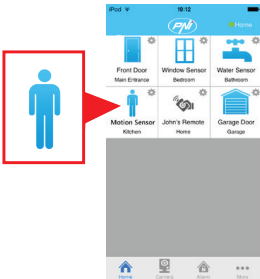 iPod 19:12
PNI Home
Front Door Window Sensor Water Sensor
Main Entrance Bedroom Bathroom
Motion Sensor John's Remote Garage Door
Kitchen Home Garage
Home Camera Alarm More